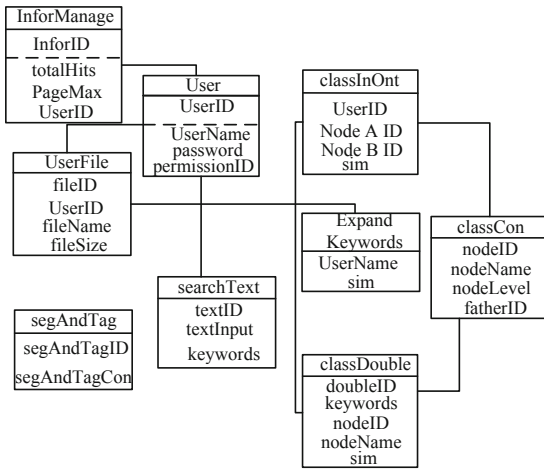 InforManage
InforID
totalHits
PageMax
UserID
User
UserID
UserName
password
permissionID
UserFile
fileID
UserID
fileName
fileSize
searchText
textID
textInput
keywords
segAndTag
segAndTagID
segAndTagCon
classInOnt
UserID
Node A ID
Node B ID
sim
Expand
Keywords
UserName
sim
classCon
nodeID
nodeName
nodeLevel
fatherID
classDouble
doubleID
keywords
nodeID
nodeName
sim